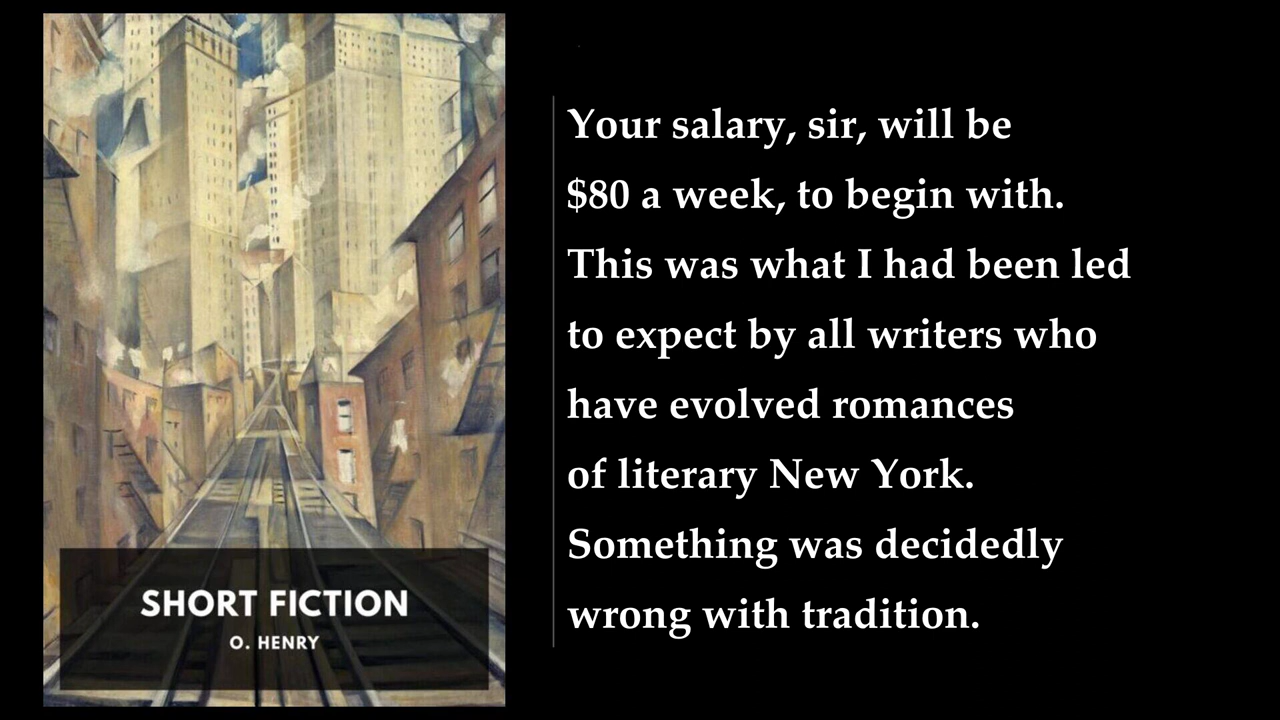 SHORT FICTION
O. HENRY
Your salary, sir, will be
$80 a week, to begin with.
This was what I had been led
to expect by all writers who
have evolved romances
of literary New York.
Something was decidedly
wrong with tradition.